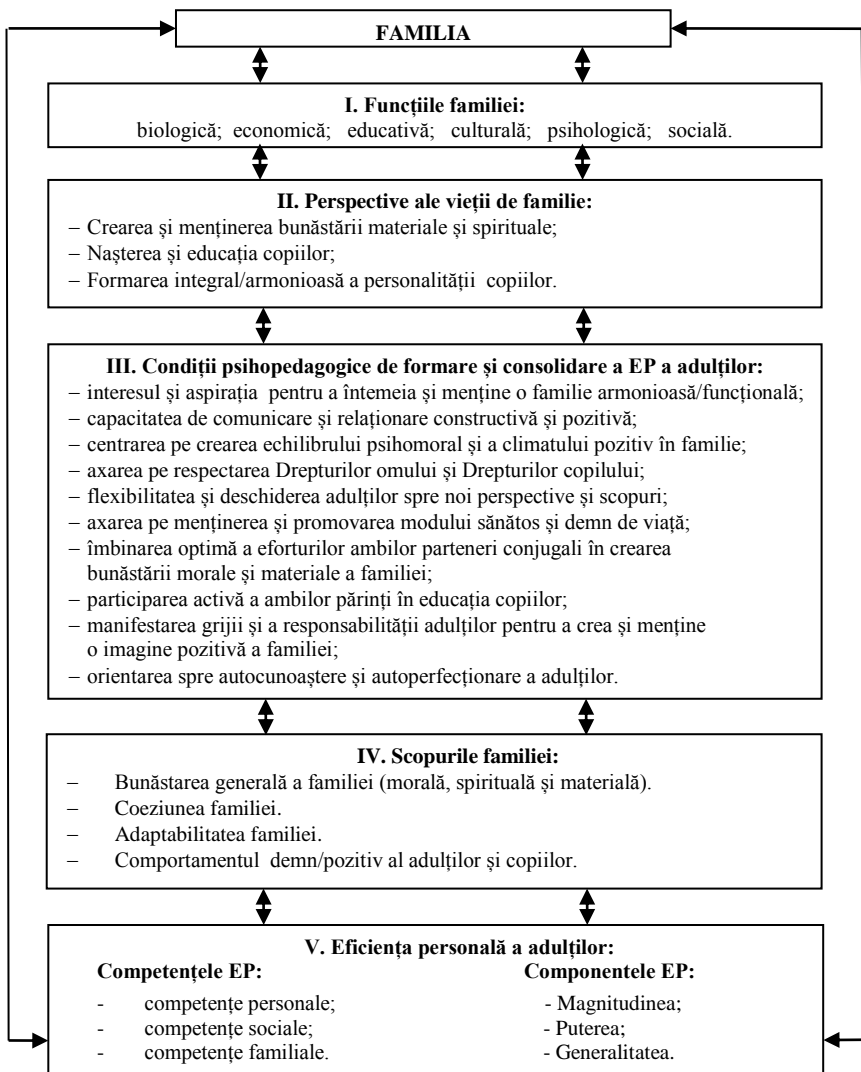 FAMILIA
I. Funcțiile familiei:
biologică; economică; educativă; culturală; psihologică; socială.
II. Perspective ale vieții de familie:
– Crearea și menținerea bunăstării materiale și spirituale;
– Nașterea și educația copiilor;
– Formarea integral/armonioasă a personalității copiilor.
III. Condiții psihopedagogice de formare și consolidare a EP a adulților:
– interesul și aspirația pentru a întemeia și menține o familie armonioasă/funcțională;
– capacitatea de comunicare și relaționare constructivă și pozitivă;
– centrarea pe crearea echilibrului psihomoral și a climatului pozitiv în familie;
– axarea pe respectarea Drepturilor omului și Drepturilor copilului;
– flexibilitatea și deschiderea adulților spre noi perspective și scopuri;
– axarea pe menținerea și promovarea modului sănătos și demn de viață;
– îmbinarea optimă a eforturilor ambilor parteneri conjugali în crearea
bunăstării morale și materiale a familiei;
– participarea activă a ambilor părinți în educația copiilor;
– manifestarea grijii și a responsabilității adulților pentru a crea și menține
o imagine pozitivă a familiei;
– orientarea spre autocunoaștere și autoperfecționare a adulților.
IV. Scopurile familiei:
– Bunăstarea generală a familiei (morală, spirituală și materială).
– Coeziunea familiei.
– Adaptabilitatea familiei.
– Comportamentul demn/pozitiv al adulților și copiilor.
V. Eficiența personală a adulților:
Competențele EP:
- competențe personale;
- competențe sociale;
- competențe familiale.
Componentele EP:
- Magnitudinea;
- Puterea;
- Generalitatea.